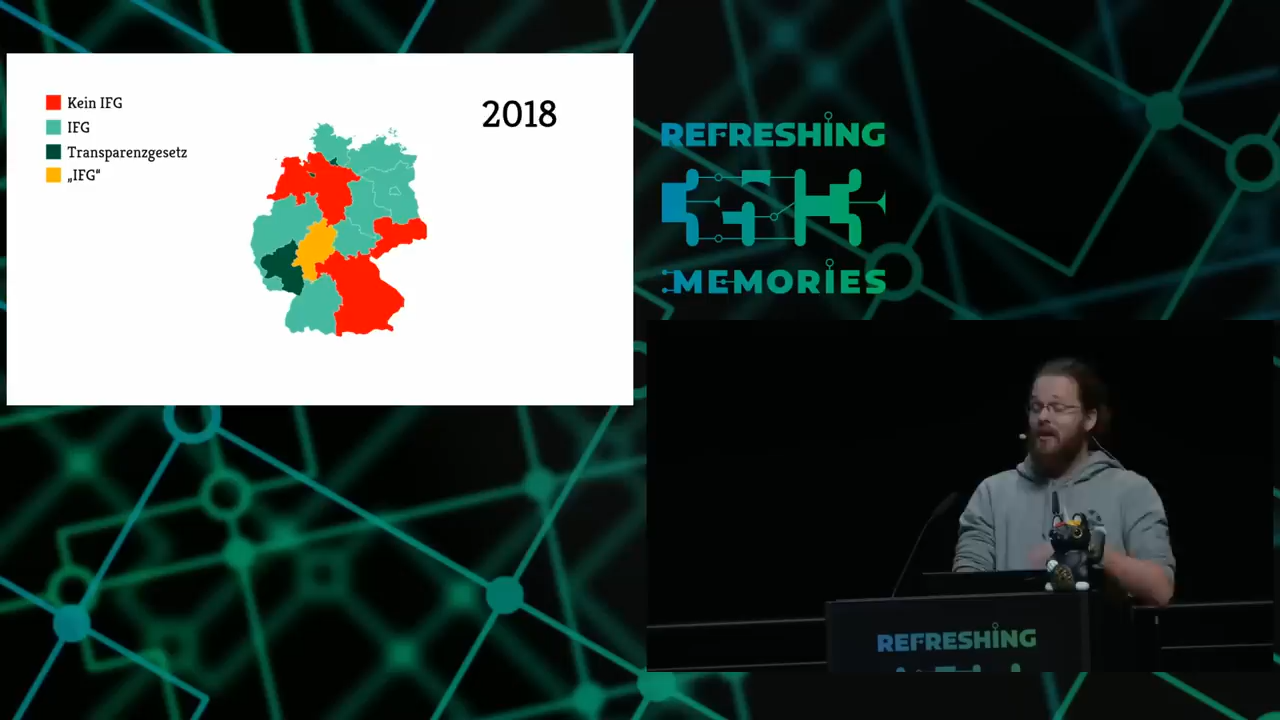 Kein IFG
IFG
Transparenzgesetz
„IFG“
2018
REFRESHING
MEMORIES
REFRESHING